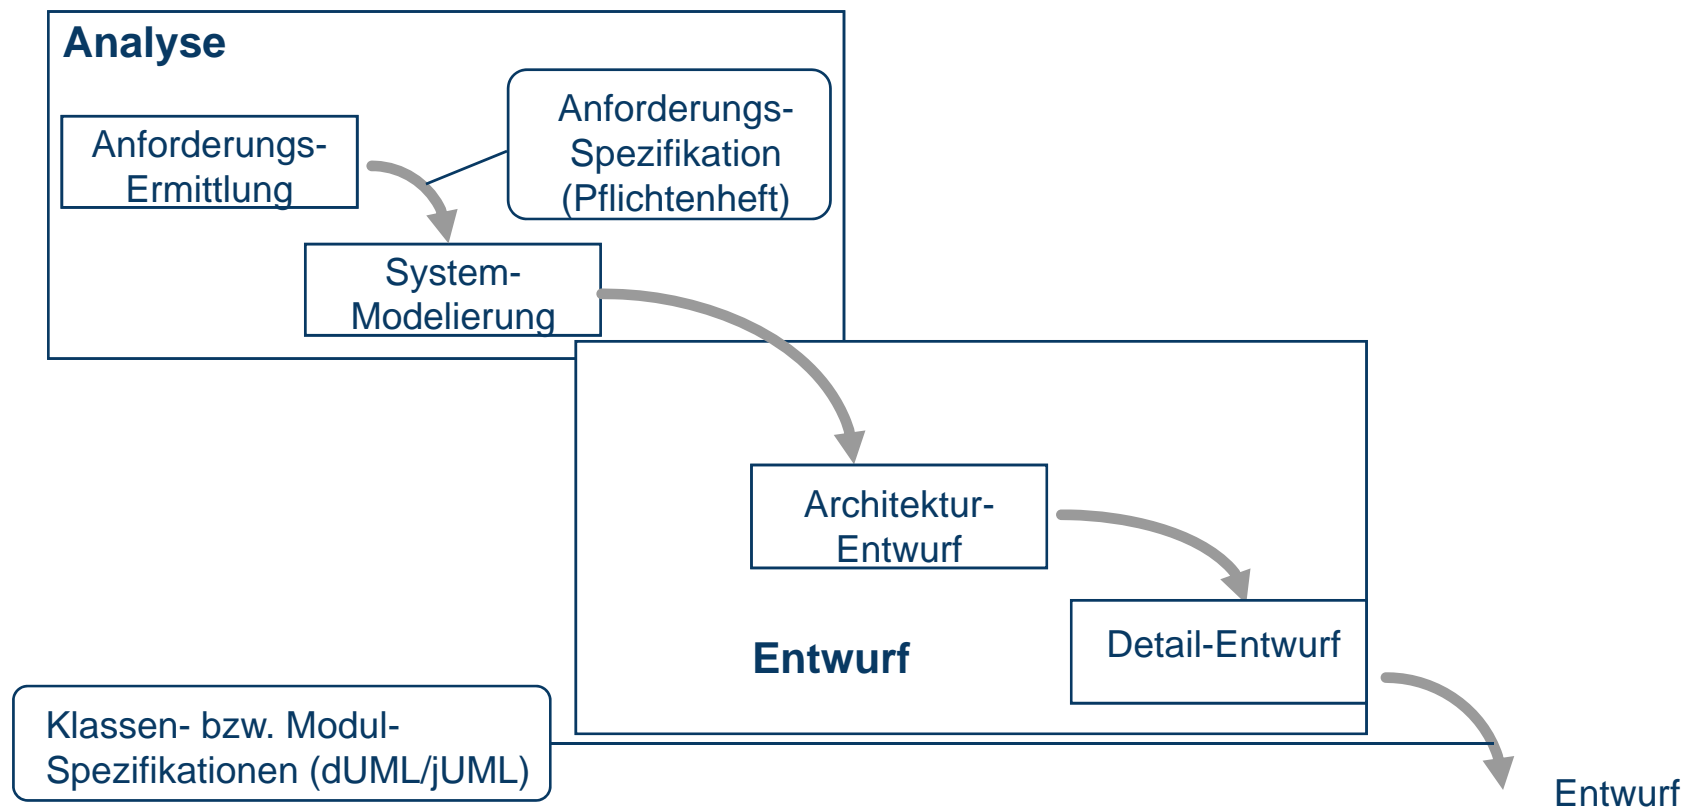 Analyse
Anforderungs-
Ermittlung
Anforderungs-
Spezifikation
(Pflichtenheft)
System-
Modelierung
Architektur-
Entwurf
Entwurf
Detail-Entwurf
Klassen- bzw. Modul-
Spezifikationen (dUML/jUML)
Entwurf